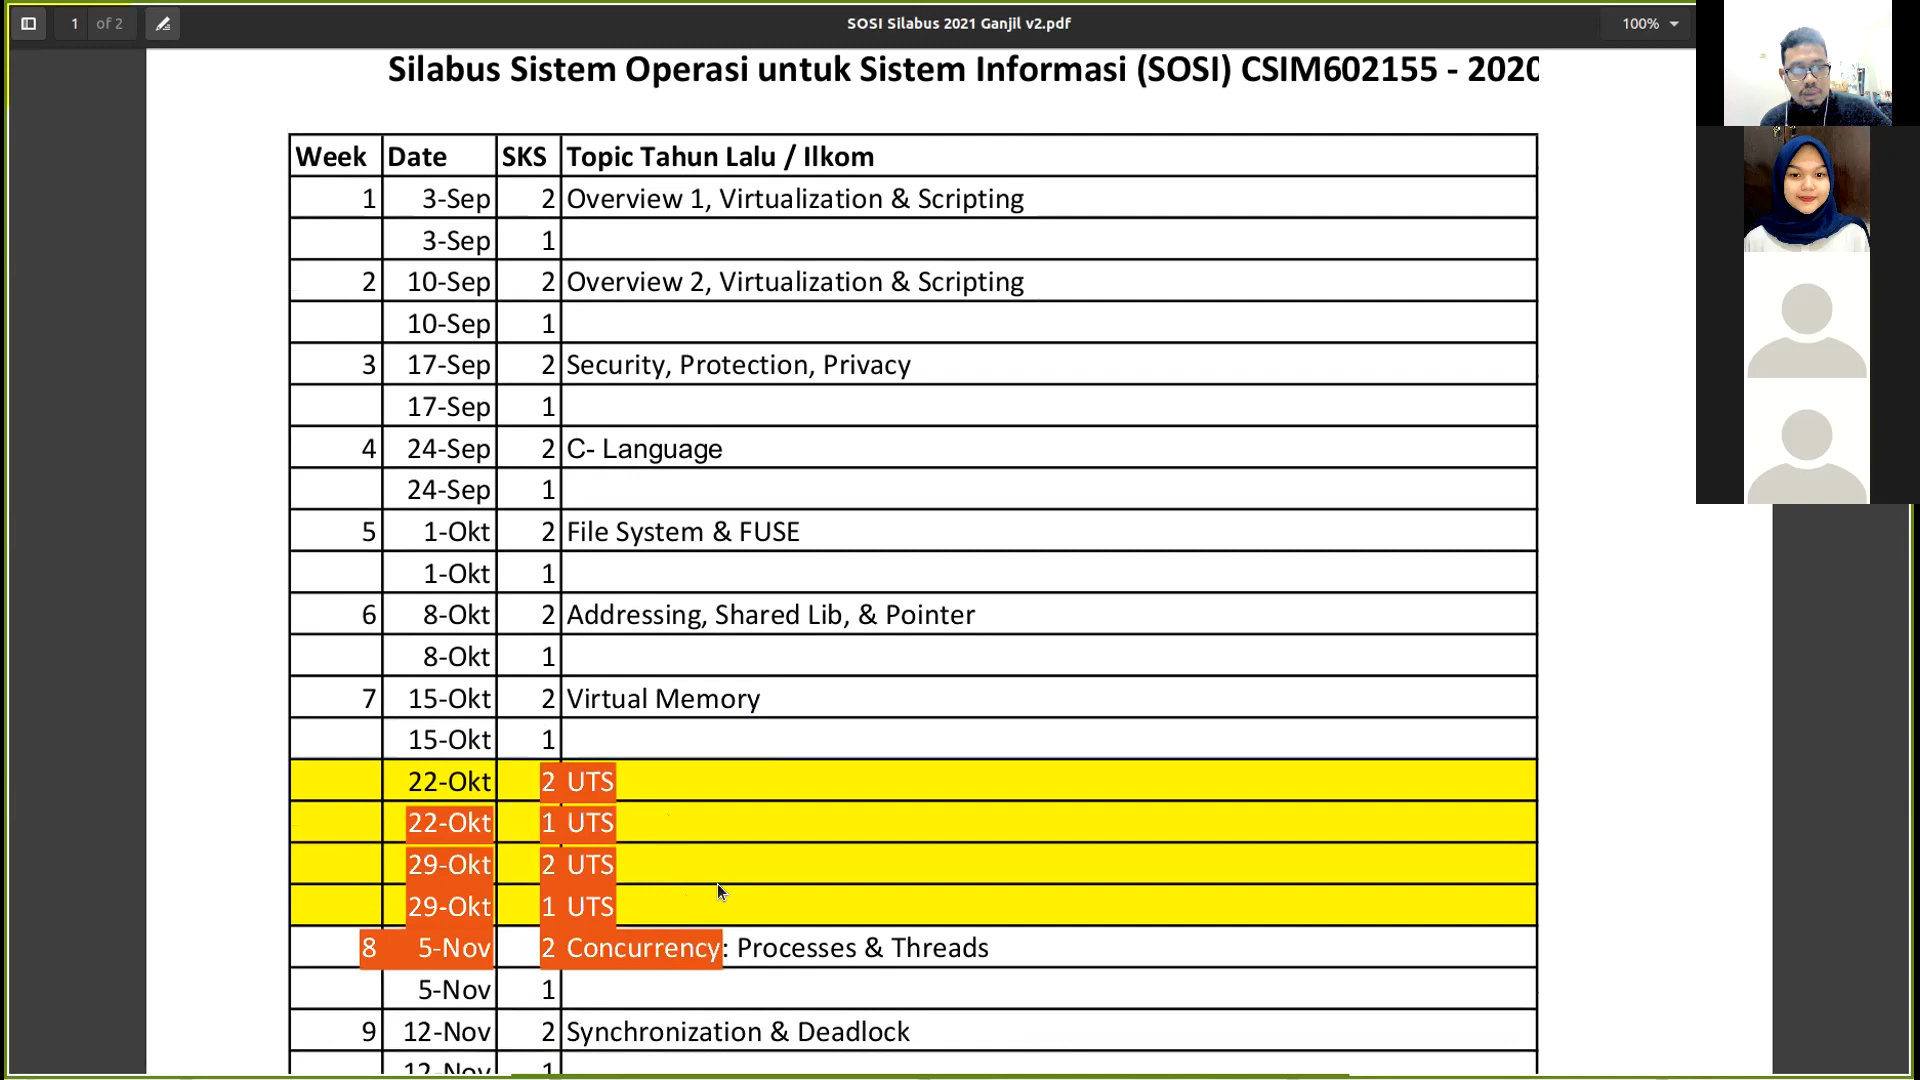 1 of 2 SOSI Silabus 2021 Ganjil v2.pdf 100%
Silabus Sistem Operasi untuk Sistem Informasi (SOSI) CSIM602155 - 2020
Week Date SKS Topic Tahun Lalu / Ilkom
1 3-Sep 2 Overview 1, Virtualization & Scripting
3-Sep 1
2 10-Sep 2 Overview 2, Virtualization & Scripting
10-Sep 1
3 17-Sep 2 Security, Protection, Privacy
17-Sep 1
4 24-Sep 2 C- Language
24-Sep 1
5 1-Okt 2 File System & FUSE
1-Okt 1
6 8-Okt 2 Addressing, Shared Lib, & Pointer
8-Okt 1
7 15-Okt 2 Virtual Memory
15-Okt 1
22-Okt 2 UTS
22-Okt 1 UTS
29-Okt 2 UTS
29-Okt 1 UTS
8 5-Nov 2 Concurrency: Processes & Threads
5-Nov 1
9 12-Nov 2 Synchronization & Deadlock
12-Nov 1